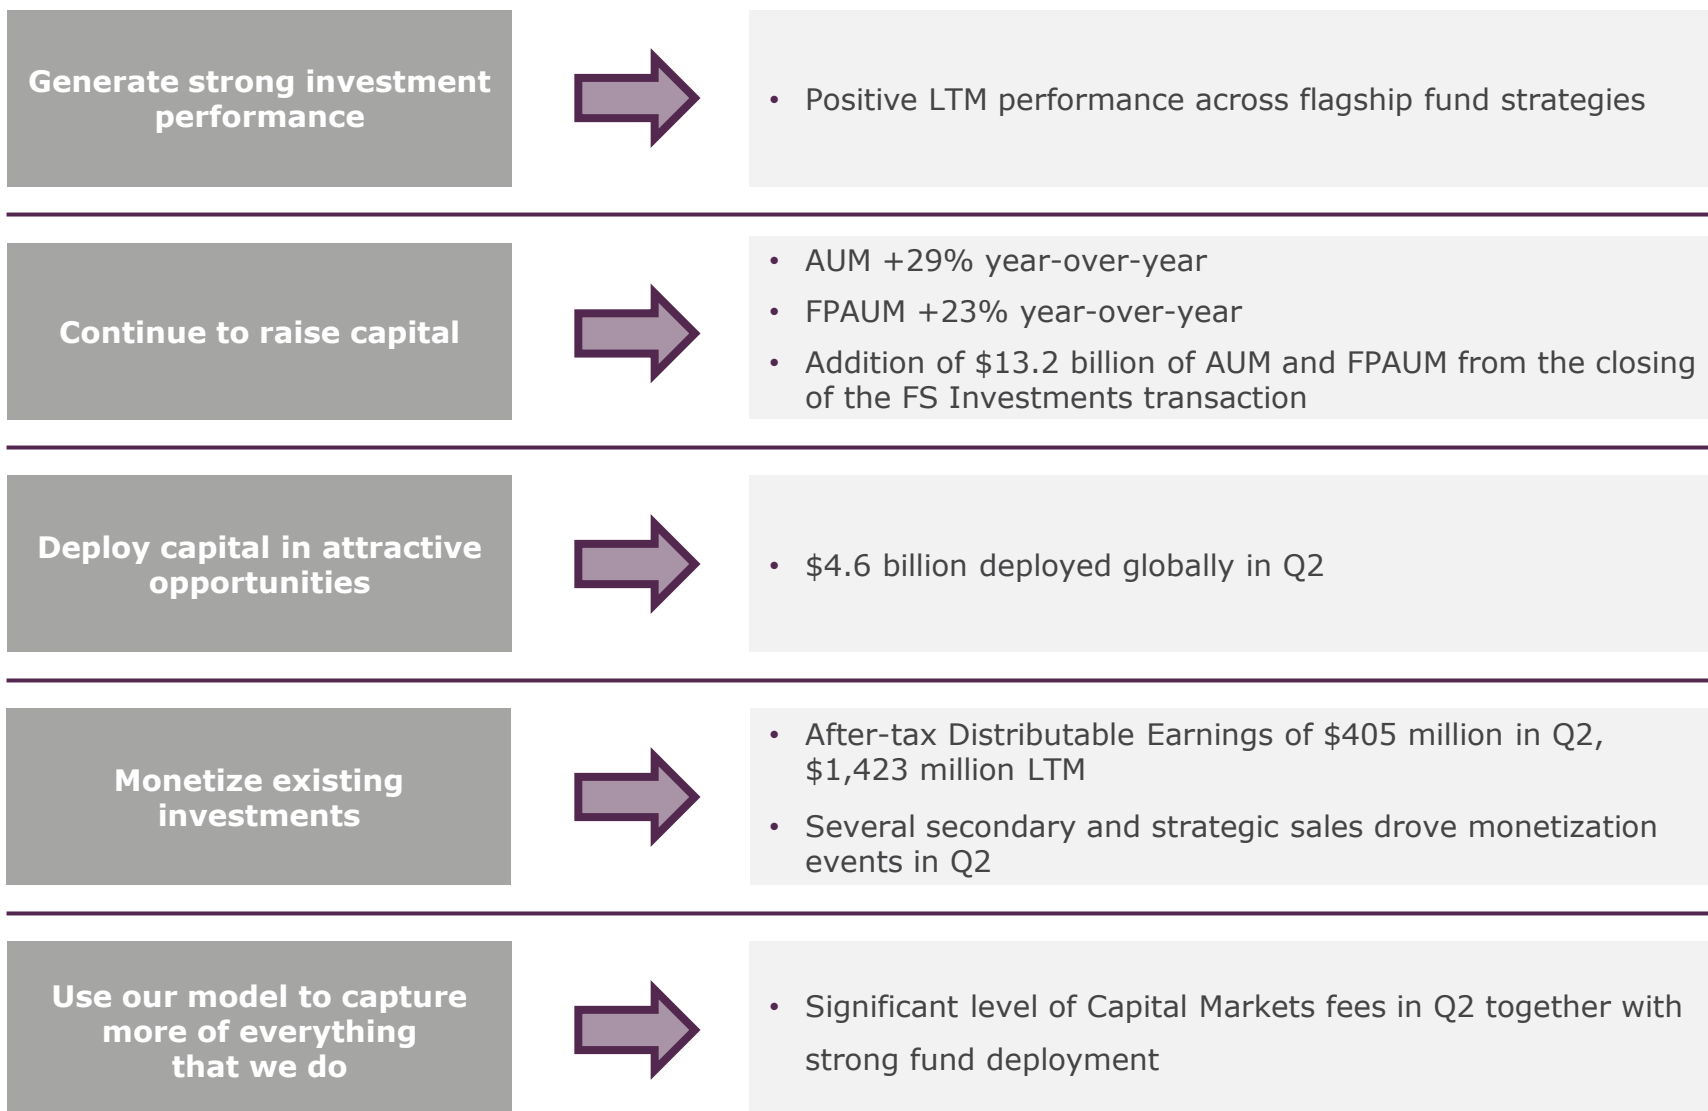 Generate strong investment
performance
• Positive LTM performance across flagship fund strategies
Continue to raise capital
• AUM +29% year-over-year
• FPAUM +23% year-over-year
• Addition of $13.2 billion of AUM and FPAUM from the closing
of the FS Investments transaction
Deploy capital in attractive
opportunities
• $4.6 billion deployed globally in Q2
Monetize existing
investments
• After-tax Distributable Earnings of $405 million in Q2,
$1,423 million LTM
• Several secondary and strategic sales drove monetization
events in Q2
Use our model to capture
more of everything
that we do
• Significant level of Capital Markets fees in Q2 together with
strong fund deployment